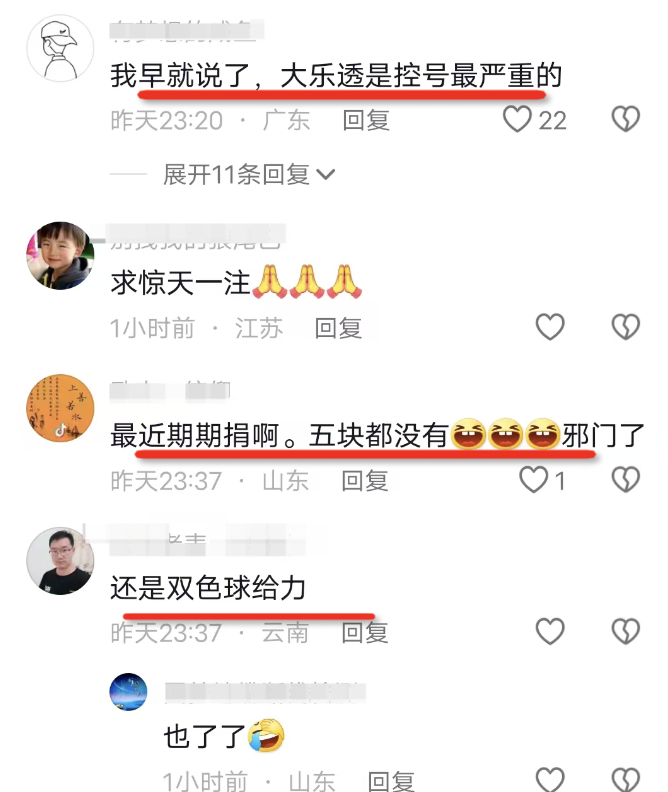 我早就说了，大乐透是控号最严重的
昨天23:20 · 广东 回复 22
展开11条回复
求惊天一注🙏🙏🙏
1小时前 · 江苏 回复
上善若水
最近期期捐啊。五块都没有😆😆😆邪门了
昨天23:37 · 山东 回复 1
还是双色球给力
昨天23:37 · 云南 回复
也了了🤣
1小时前 · 山东 回复